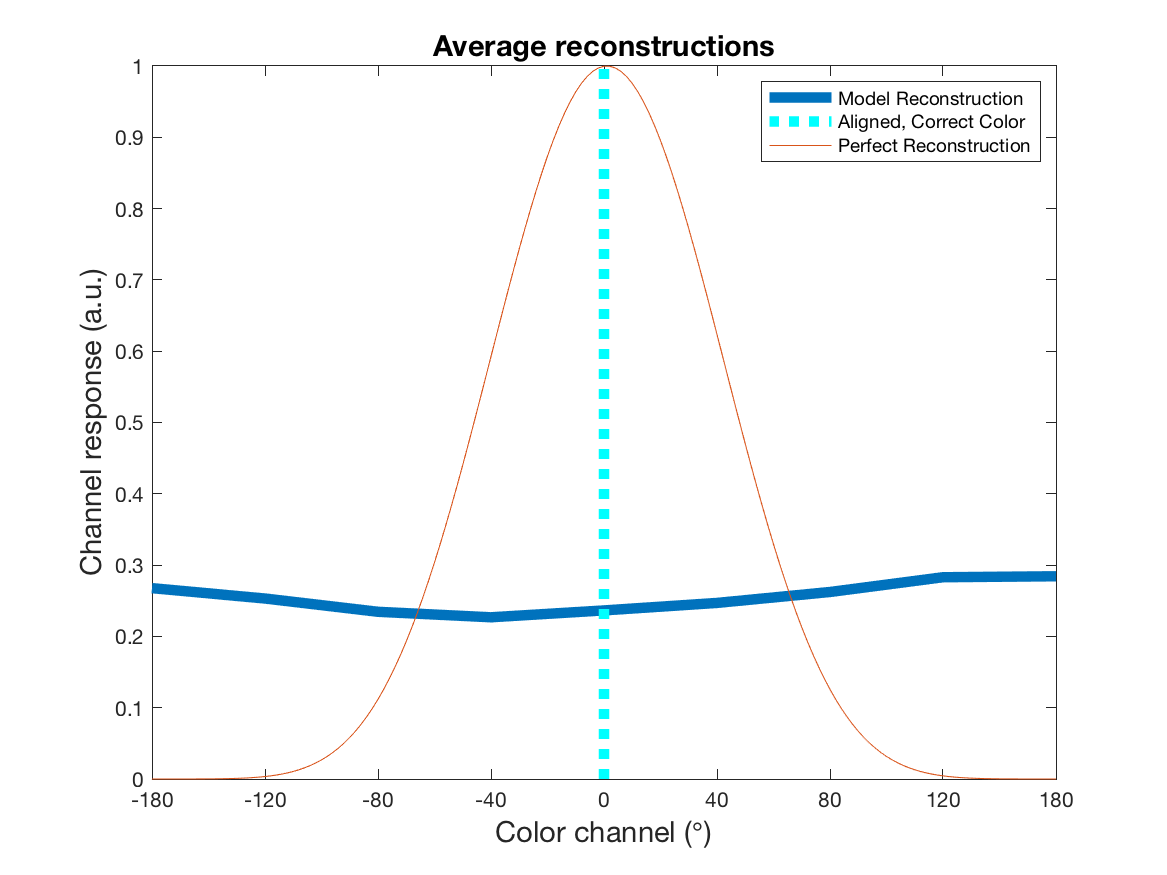 Average reconstructions
Model Reconstruction
Aligned, Correct Color
Perfect Reconstruction
Channel response (a.u.)
1
0.9
0.8
0.7
0.6
0.5
0.4
0.3
0.2
0.1
0
-180 -120 -80 -40 0 40 80 120 180
Color channel (°)